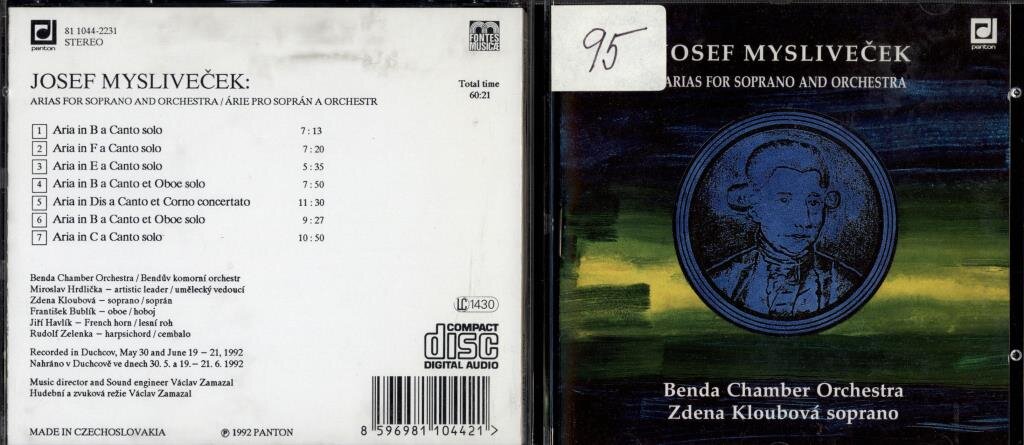 panton
81 1044-2231
STEREO
FONTES
MUSICÆ
JOSEF MYSLIVEČEK:
ARIAS FOR SOPRANO AND ORCHESTRA / ÁRIE PRO SOPRÁN A ORCHESTR
Total time
60:21
1 Aria in B a Canto solo 7 : 13
2 Aria in F a Canto solo 7 : 20
3 Aria in E a Canto solo 5 : 35
4 Aria in B a Canto et Oboe solo 7 : 50
5 Aria in Dis a Canto et Corno concertato 11 : 30
6 Aria in B a Canto et Oboe solo 9 : 27
7 Aria in C a Canto solo 10 : 50
Benda Chamber Orchestra / Bendův komorní orchestr
Miroslav Hrdlička – artistic leader / umělecký vedoucí
Zdena Kloubová – soprano / soprán
František Bublík – oboe / hoboj
Jiří Havlík – French horn / lesní roh
Rudolf Zelenka – harpsichord / cembalo
LC 1430
COMPACT
disc
DIGITAL AUDIO
Recorded in Duchcov, May 30 and June 19 – 21, 1992
Nahráno v Duchcově ve dnech 30. 5. a 19. – 21. 6. 1992
Music director and Sound engineer Václav Zamazal
Hudební a zvuková režie Václav Zamazal
MADE IN CZECHOSLOVAKIA
℗ 1992 PANTON
8 596981 104421 >
95
JOSEF MYSLIVEČEK
ARIAS FOR SOPRANO AND ORCHESTRA
panton
Benda Chamber Orchestra
Zdena Kloubová soprano